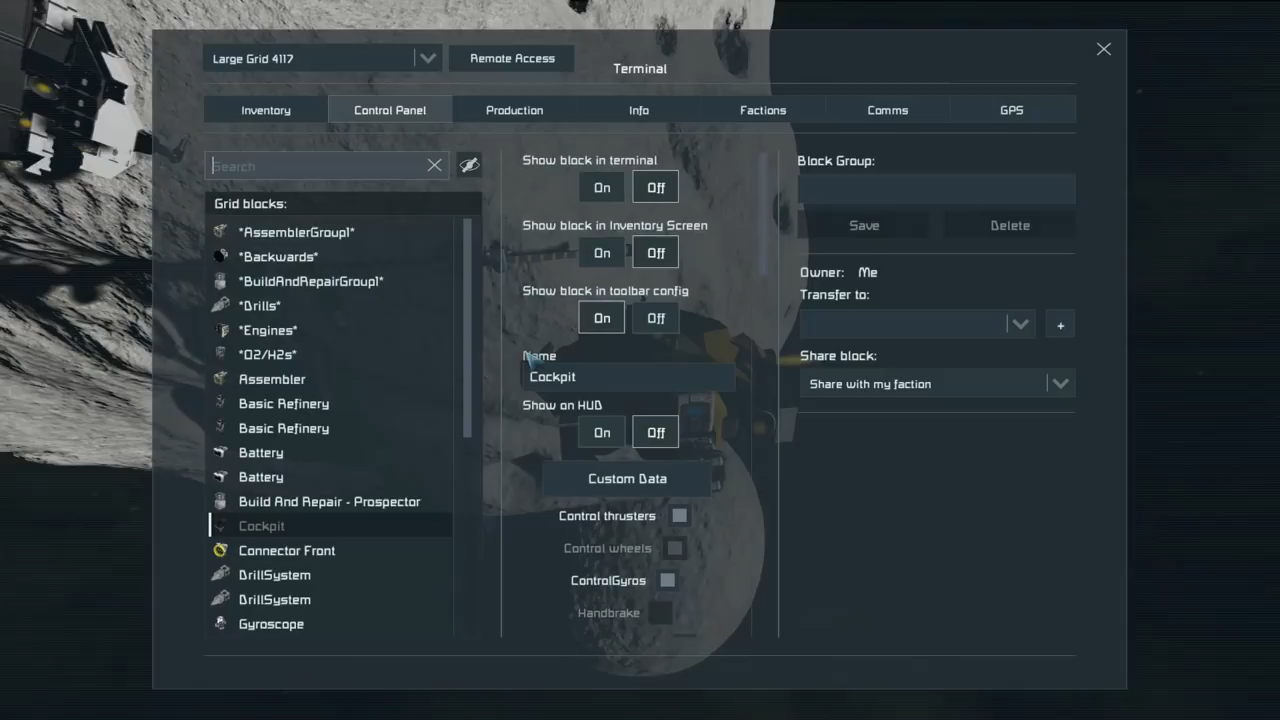 Large Grid 4117
Remote Access
Terminal
Inventory
Control Panel
Production
Info
Factions
Comms
GPS
Search
Grid blocks:
*AssemblerGroup1*
*Backwards*
*BuildAndRepairGroup1*
*Drills*
*Engines*
*O2/H2s*
Assembler
Basic Refinery
Basic Refinery
Battery
Battery
Build And Repair - Prospector
Cockpit
Connector Front
DrillSystem
DrillSystem
Gyroscope
Show block in terminal
On Off
Show block in Inventory Screen
On Off
Show block in toolbar config
On Off
Name
Cockpit
Show on HUD
On Off
Custom Data
Control thrusters
Control wheels
ControlGyros
Handbrake
Block Group:
Save
Delete
Owner: Me
Transfer to:
+
Share block:
Share with my faction